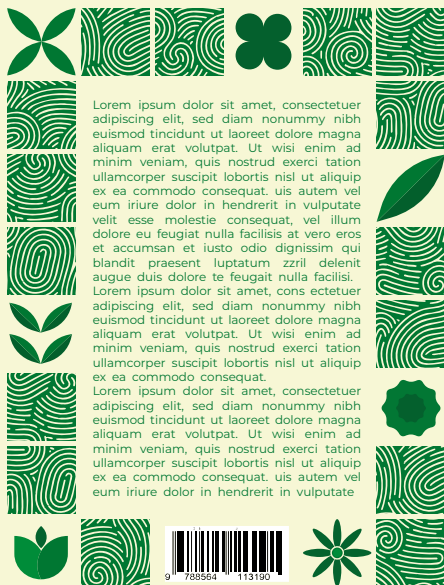 Lorem ipsum dolor sit amet, consectetuer
adipiscing elit, sed diam nonummy nibh
euismod tincidunt ut laoreet dolore magna
aliquam erat volutpat. Ut wisi enim ad
minim veniam, quis nostrud exerci tation
ullamcorper suscipit lobortis nisl ut aliquip
ex ea commodo consequat. uis autem vel
eum iriure dolor in hendrerit in vulputate
velit esse molestie consequat, vel illum
dolore eu feugiat nulla facilisis at vero eros
et accumsan et iusto odio dignissim qui
blandit praesent luptatum zzril delenit
augue duis dolore te feugait nulla facilisi.
Lorem ipsum dolor sit amet, cons ectetuer
adipiscing elit, sed diam nonummy nibh
euismod tincidunt ut laoreet dolore magna
aliquam erat volutpat. Ut wisi enim ad
minim veniam, quis nostrud exerci tation
ullamcorper suscipit lobortis nisl ut aliquip
ex ea commodo consequat.
Lorem ipsum dolor sit amet, consectetuer
adipiscing elit, sed diam nonummy nibh
euismod tincidunt ut laoreet dolore magna
aliquam erat volutpat. Ut wisi enim ad
minim veniam, quis nostrud exerci tation
ullamcorper suscipit lobortis nisl ut aliquip
ex ea commodo consequat. uis autem vel
eum iriure dolor in hendrerit in vulputate
9 788564 113190